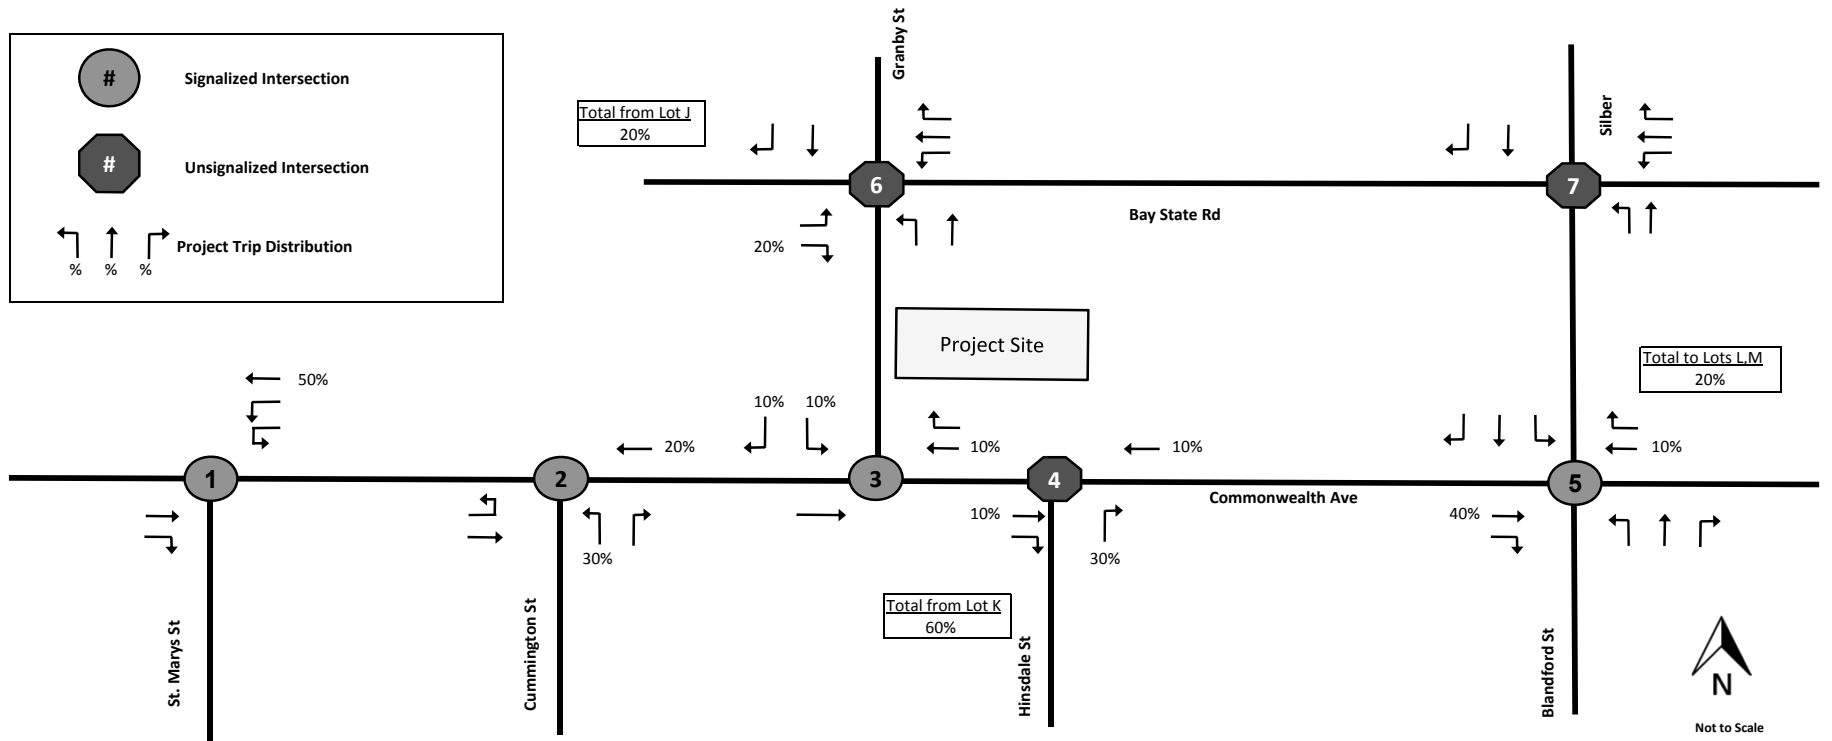 #
Signalized Intersection
#
Unsignalized Intersection
Project Trip Distribution
% % %
Granby St
Silber
Total from Lot J
20%
6
7
Bay State Rd
20%
Project Site
Total to Lots L,M
20%
50%
10% 10%
20%
10%
10%
10%
1
2
3
4
5
Commonwealth Ave
10%
40%
30%
30%
Total from Lot K
60%
St. Marys St
Cummington St
Hinsdale St
Blandford St
N
Not to Scale